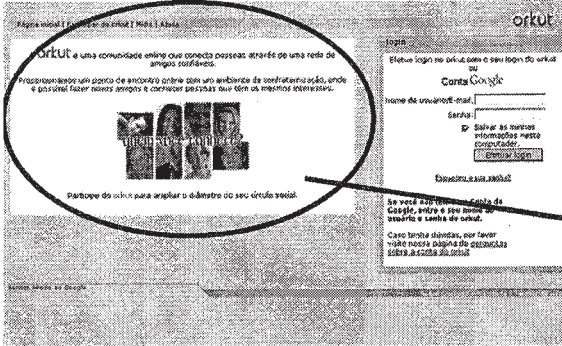 Página inicial | | Mídia | Ajuda
orkut
login
orkut é uma comunidade online que conecta pessoas através de uma rede de
amigos confiáveis.
Proporcionamos um ponto de encontro online com um ambiente de confraternização, onde
é possível fazer novos amigos e conhecer pessoas que têm os mesmos interesses.
Participe do orkut para ampliar o diâmetro do seu círculo social.
Efetue login no orkut com o seu login do orkut
ou
Conta Google
nome de usuário/E-mail:
Senha:
Salvar as minhas
informações neste
computador.
Efetuar login
Esqueceu a sua senha?
Se você não tem uma Conta do
Google, entre o seu nome de
usuário e senha do orkut.
Caso tenha dúvidas, por favor
visite nossa página de perguntas
sobre a conta do orkut